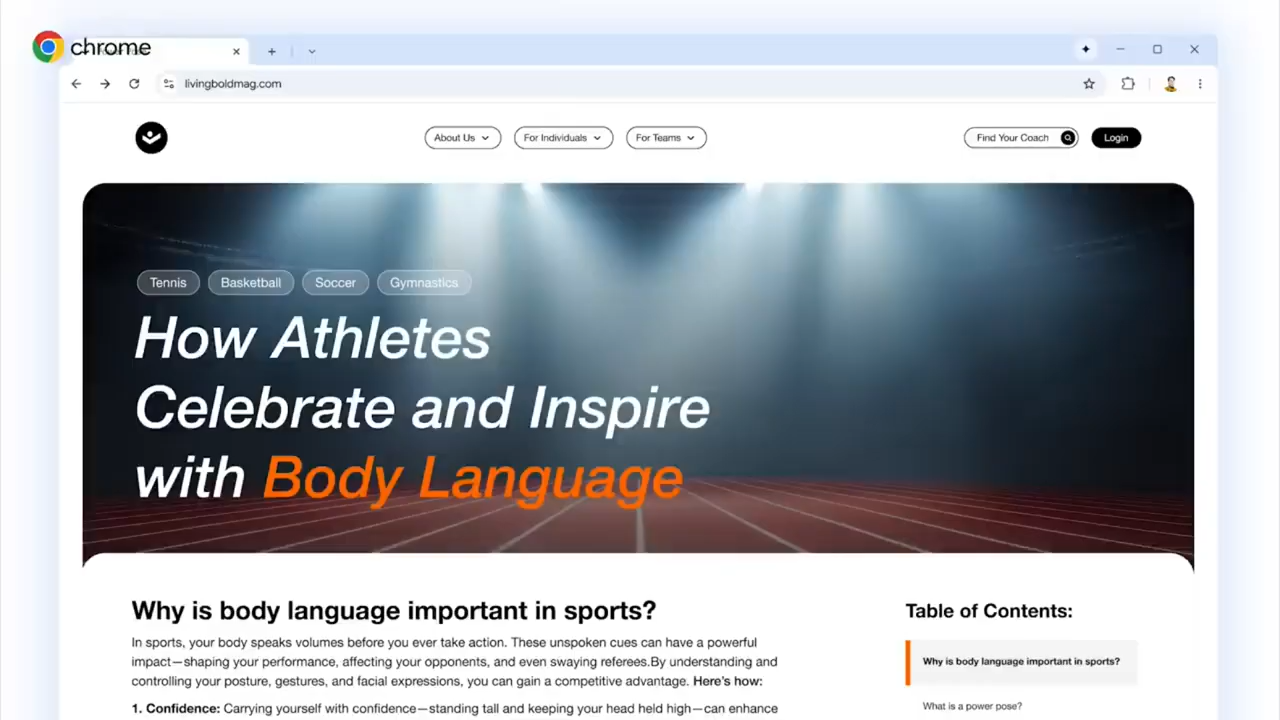 chrome
livingboldmag.com
About Us
For Individuals
For Teams
Find Your Coach
Login
Tennis
Basketball
Soccer
Gymnastics
How Athletes
Celebrate and Inspire
with Body Language
Why is body language important in sports?
In sports, your body speaks volumes before you ever take action. These unspoken cues can have a powerful
impact—shaping your performance, affecting your opponents, and even swaying referees.By understanding and
controlling your posture, gestures, and facial expressions, you can gain a competitive advantage. Here's how:
1. Confidence: Carrying yourself with confidence—standing tall and keeping your head held high—can enhance
Table of Contents:
Why is body language important in sports?
What is a power pose?